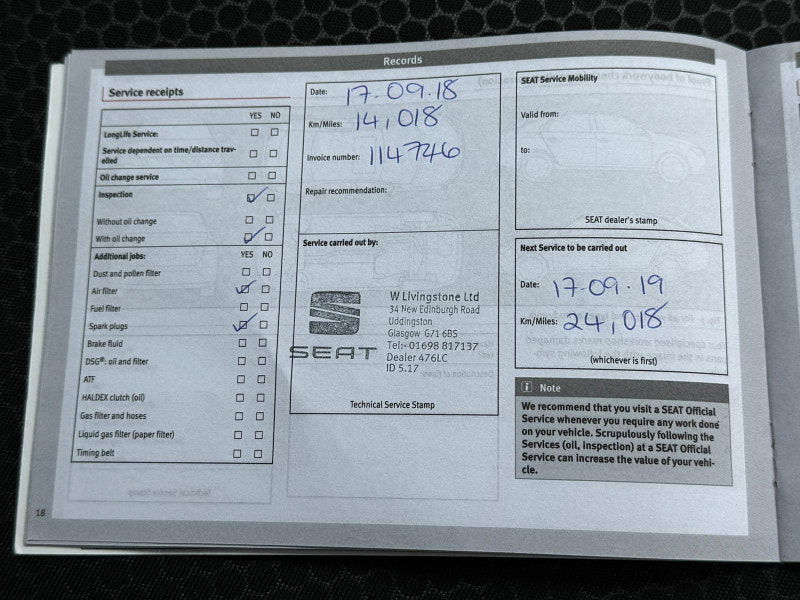 Records
Service receipts
YES NO
LongLife Service:
Service dependent on time/distance trav-
elled
Oil change service
Inspection
Without oil change
With oil change
Additional jobs: YES NO
Dust and pollen filter
Air filter
Fuel filter
Spark plugs
Brake fluid
DSG®: oil and filter
ATF
HALDEX clutch (oil)
Gas filter and hoses
Liquid gas filter (paper filter)
Timing belt
Date: 17.09.18
Km/Miles: 14,018
Invoice number: 114746
Repair recommendation:
Service carried out by:
SEAT
W Livingstone Ltd
34 New Edinburgh Road
Uddingston
Glasgow G71 6BS
Tel:- 01698 817137
Dealer 476LC
ID 5.17
Technical Service Stamp
SEAT Service Mobility
Valid from:
to:
SEAT dealer's stamp
Next Service to be carried out
Date: 17.09.19
Km/Miles: 24,018
(whichever is first)
i Note
We recommend that you visit a SEAT Official
Service whenever you require any work done
on your vehicle. Scrupulously following the
Services (oil, inspection) at a SEAT Official
Service can increase the value of your vehi-
cle.
18